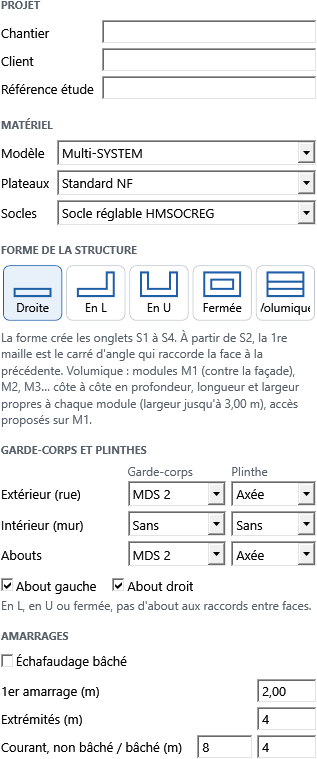 PROJET
Chantier
Client
Référence étude
MATÉRIEL
Modèle Multi-SYSTEM
Plateaux Standard NF
Socles Socle réglable HMSOCREG
FORME DE LA STRUCTURE
Droite En L En U Fermée Volumique
La forme crée les onglets S1 à S4. À partir de S2, la 1re
maille est le carré d'angle qui raccorde la face à la
précédente. Volumique : modules M1 (contre la façade),
M2, M3... côte à côte en profondeur, longueur et largeur
propres à chaque module (largeur jusqu'à 3,00 m), accès
proposés sur M1.
GARDE-CORPS ET PLINTHES
Garde-corps Plinthe
Extérieur (rue) MDS 2 Axée
Intérieur (mur) Sans Sans
Abouts MDS 2 Axée
About gauche About droit
En L, en U ou fermée, pas d'about aux raccords entre faces.
AMARRAGES
Échafaudage bâché
1er amarrage (m) 2,00
Extrémités (m) 4
Courant, non bâché / bâché (m) 8 4